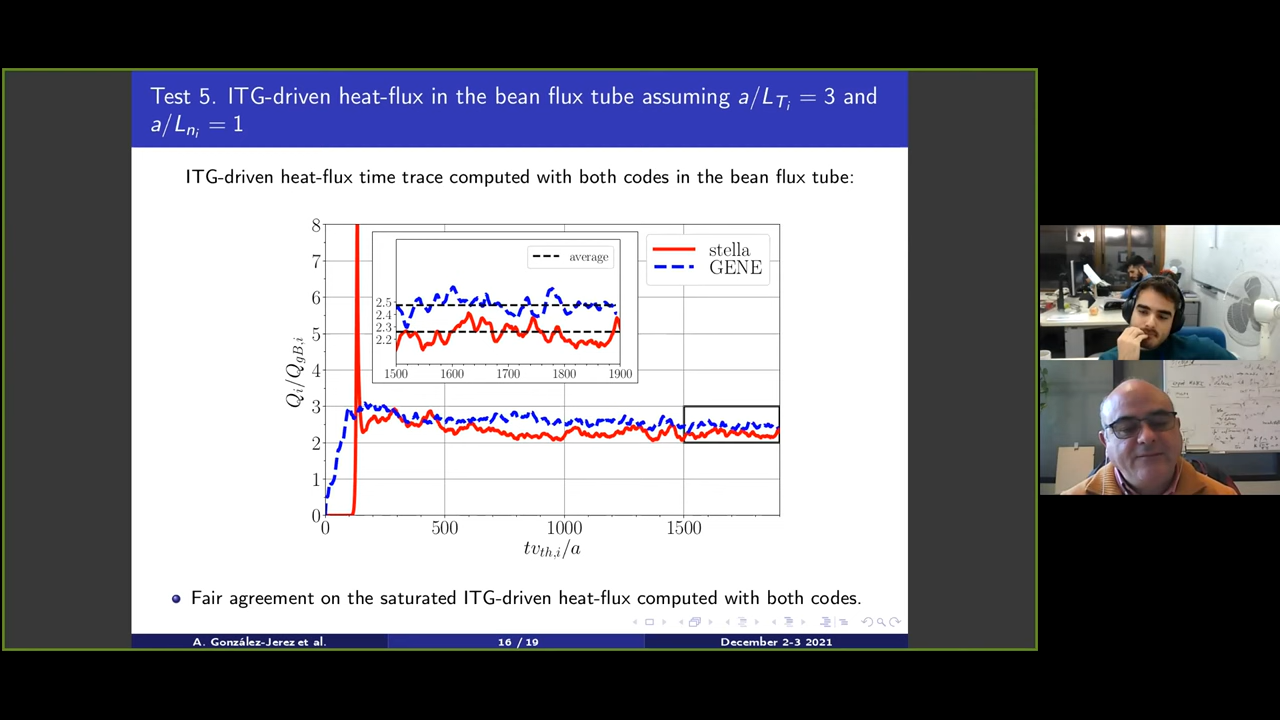 Test 5. ITG-driven heat-flux in the bean flux tube assuming a/L_{T_i} = 3 and
a/L_{n_i} = 1
ITG-driven heat-flux time trace computed with both codes in the bean flux tube:
8
7
6
5
4
3
2
1
0
Q_i/Q_{gB,i}
average
2.5
2.4
2.3
2.2
1500 1600 1700 1800 1900
stella
GENE
0 500 1000 1500
tv_{th,i}/a
Fair agreement on the saturated ITG-driven heat-flux computed with both codes.
A. González-Jerez et al. 16 / 19 December 2-3 2021